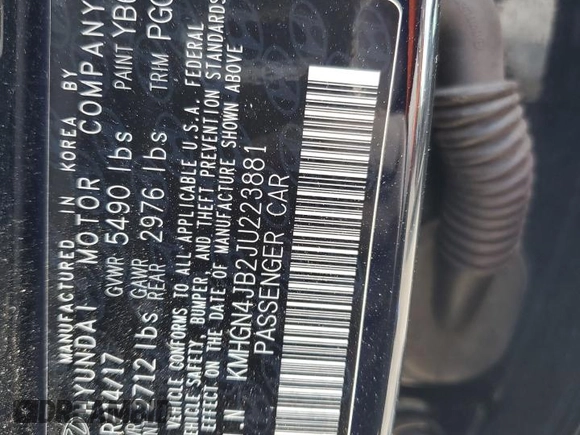 MANUFACTURED IN KOREA BY
HYUNDAI MOTOR COMPANY
4/17 GVWR 5490 lbs PAINT
2712 lbs GAWR REAR 2976 lbs TRIM
VEHICLE CONFORMS TO ALL APPLICABLE U.S.A. FEDERAL
VEHICLE SAFETY, BUMPER, AND THEFT PREVENTION STANDARDS
EFFECT ON THE DATE OF MANUFACTURE SHOWN ABOVE
KMHGN4JB2JU223881
PASSENGER CAR
DREAMBID